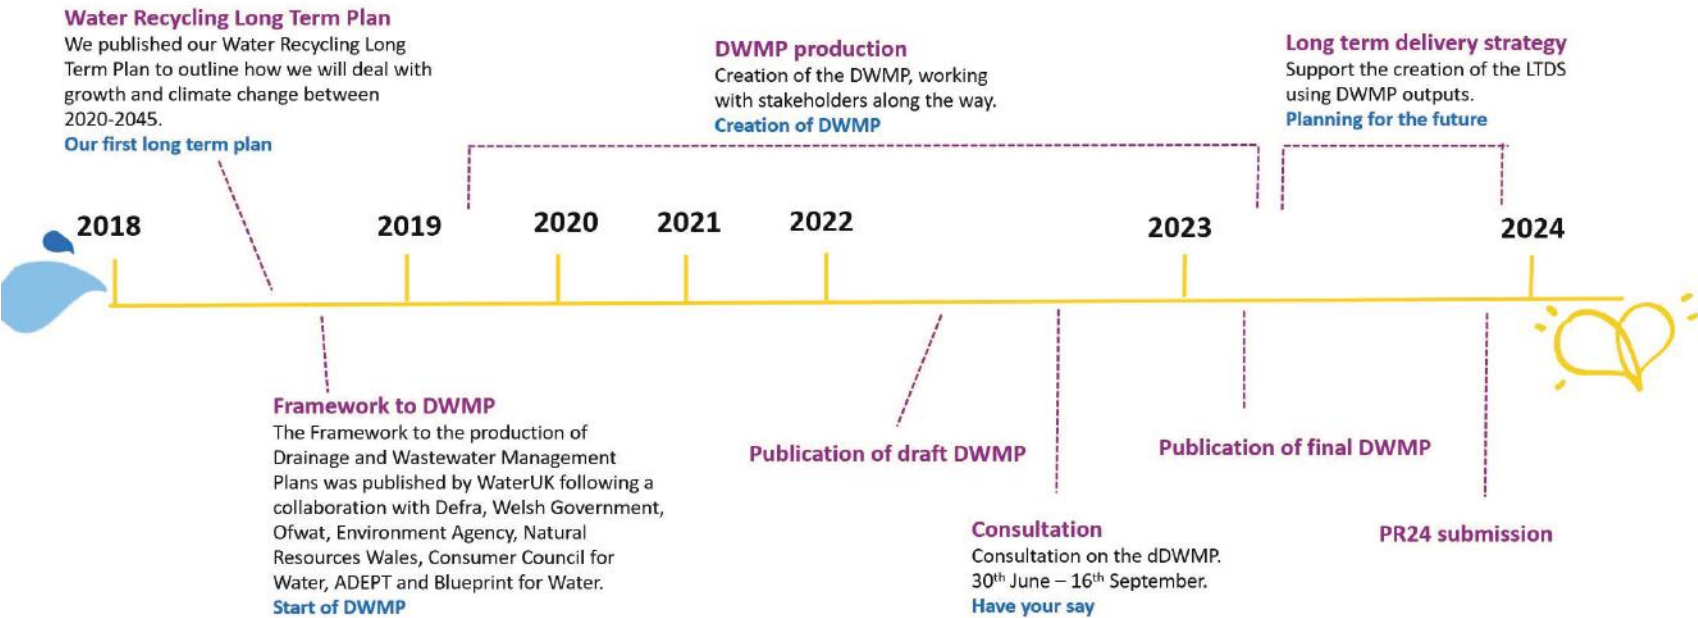 Water Recycling Long Term Plan
We published our Water Recycling Long
Term Plan to outline how we will deal with
growth and climate change between
2020-2045.
Our first long term plan
DWMP production
Creation of the DWMP, working
with stakeholders along the way.
Creation of DWMP
Long term delivery strategy
Support the creation of the LTDS
using DWMP outputs.
Planning for the future
2018
2019
2020
2021
2022
2023
2024
Framework to DWMP
The Framework to the production of
Drainage and Wastewater Management
Plans was published by WaterUK following a
collaboration with Defra, Welsh Government,
Ofwat, Environment Agency, Natural
Resources Wales, Consumer Council for
Water, ADEPT and Blueprint for Water.
Start of DWMP
Publication of draft DWMP
Consultation
Consultation on the dDWMP.
30th June – 16th September.
Have your say
Publication of final DWMP
PR24 submission